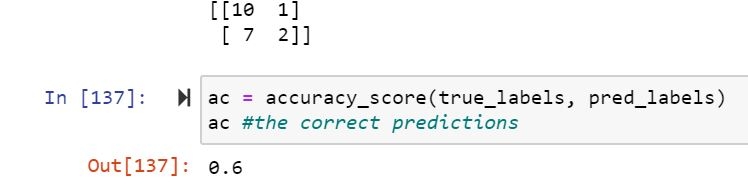 [[10  1]
 [ 7  2]]
In [137]:
ac = accuracy_score(true_labels, pred_labels)
ac #the correct predictions
Out[137]: 0.6